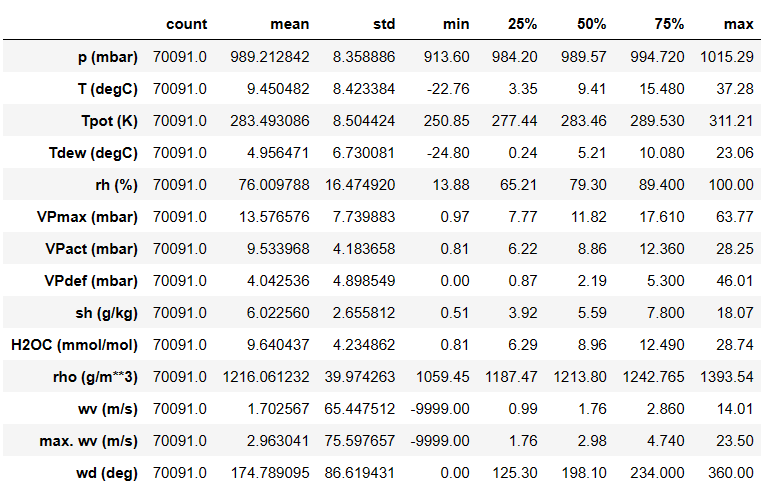 count mean std min 25% 50% 75% max
p (mbar) 70091.0 989.212842 8.358886 913.60 984.20 989.57 994.720 1015.29
T (degC) 70091.0 9.450482 8.423384 -22.76 3.35 9.41 15.480 37.28
Tpot (K) 70091.0 283.493086 8.504424 250.85 277.44 283.46 289.530 311.21
Tdew (degC) 70091.0 4.956471 6.730081 -24.80 0.24 5.21 10.080 23.06
rh (%) 70091.0 76.009788 16.474920 13.88 65.21 79.30 89.400 100.00
VPmax (mbar) 70091.0 13.576576 7.739883 0.97 7.77 11.82 17.610 63.77
VPact (mbar) 70091.0 9.533968 4.183658 0.81 6.22 8.86 12.360 28.25
VPdef (mbar) 70091.0 4.042536 4.898549 0.00 0.87 2.19 5.300 46.01
sh (g/kg) 70091.0 6.022560 2.655812 0.51 3.92 5.59 7.800 18.07
H2OC (mmol/mol) 70091.0 9.640437 4.234862 0.81 6.29 8.96 12.490 28.74
rho (g/m**3) 70091.0 1216.061232 39.974263 1059.45 1187.47 1213.80 1242.765 1393.54
wv (m/s) 70091.0 1.702567 65.447512 -9999.00 0.99 1.76 2.860 14.01
max. wv (m/s) 70091.0 2.963041 75.597657 -9999.00 1.76 2.98 4.740 23.50
wd (deg) 70091.0 174.789095 86.619431 0.00 125.30 198.10 234.000 360.00